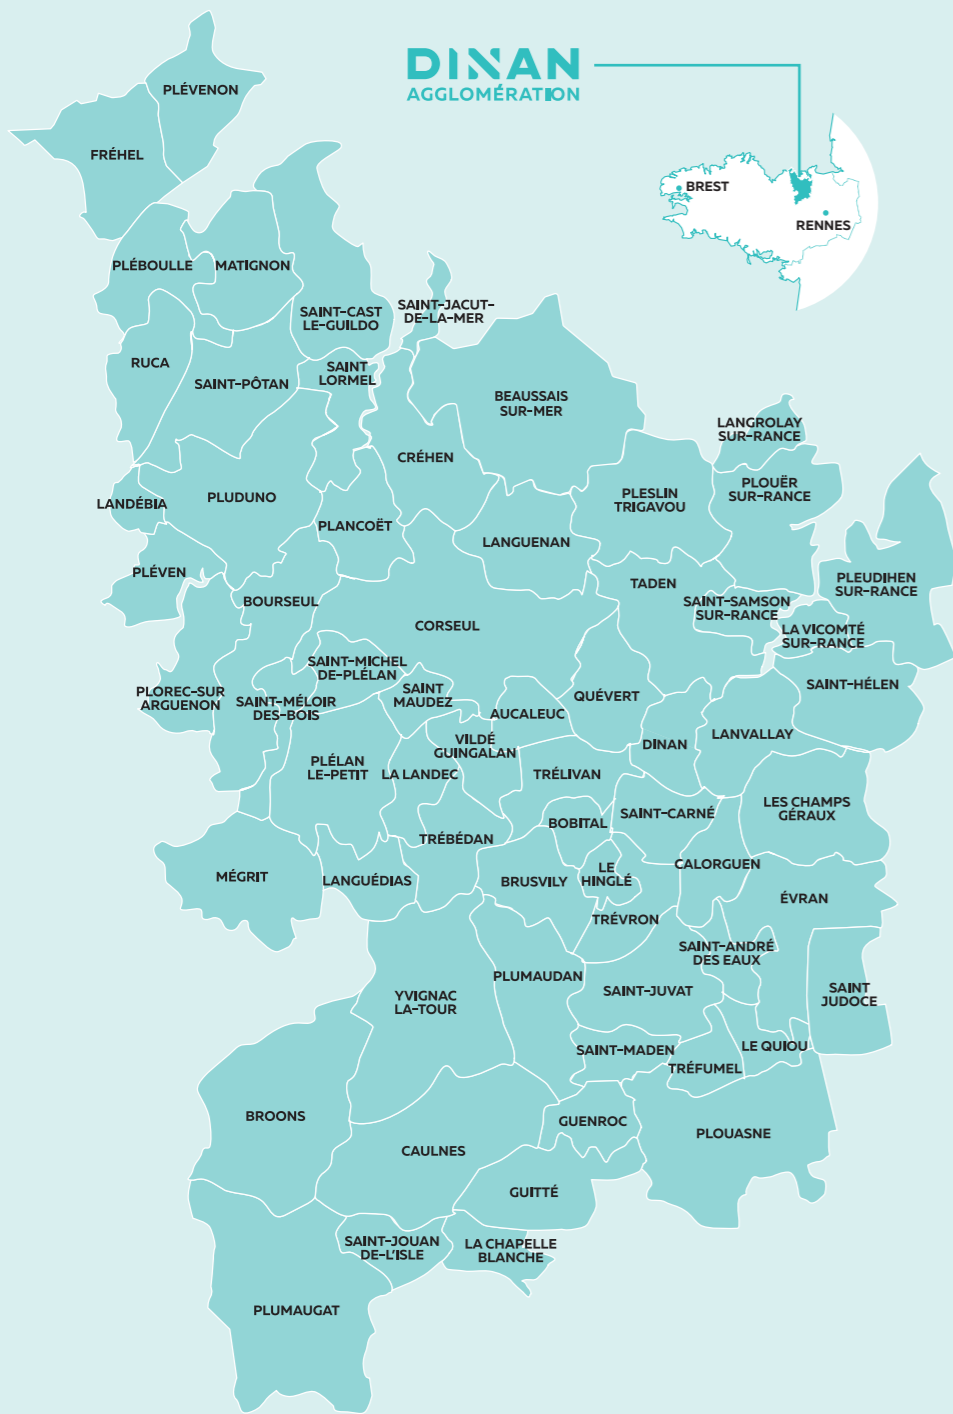 DINAN
AGGLOMÉRATION
BREST
RENNES
PLÉVENON
FRÉHEL
PLÉBOULLE
MATIGNON
SAINT-CAST
LE-GUILDO
SAINT-JACUT-
DE-LA-MER
RUCA
SAINT-PÔTAN
SAINT
LORMEL
BEAUSSAIS
SUR-MER
LANGROLAY
SUR-RANCE
CRÉHEN
LANDÉBIA
PLUDUNO
PLANCOËT
PLESLIN
TRIGAVOU
PLOUËR
SUR-RANCE
LANGUENAN
PLÉVEN
BOURSEUL
TADEN
PLEUDIHEN
SUR-RANCE
SAINT-SAMSON
SUR-RANCE
CORSEUL
LA VICOMTÉ
SUR-RANCE
SAINT-MICHEL
DE-PLÉLAN
PLOREC-SUR
ARGUENON
SAINT-MÉLOIR
DES-BOIS
SAINT
MAUDEZ
AUCALEUC
QUÉVERT
SAINT-HÉLEN
VILDÉ
GUINGALAN
DINAN
LANVALLAY
PLÉLAN
LE-PETIT
LA LANDEC
TRÉLIVAN
LES CHAMPS
GÉRAUX
BOBITAL
SAINT-CARNÉ
TRÉBÉDAN
MÉGRIT
LANGUÉDIAS
BRUSVILY
LE
HINGLÉ
CALORGUEN
ÉVRAN
TRÉVRON
SAINT-ANDRÉ
DES EAUX
YVIGNAC
LA-TOUR
PLUMAUDAN
SAINT-JUVAT
SAINT
JUDOCE
SAINT-MADEN
TRÉFUMEL
LE QUIOU
BROONS
GUENROC
PLOUASNE
CAULNES
GUITTÉ
SAINT-JOUAN
DE-L'ISLE
LA CHAPELLE
BLANCHE
PLUMAUGAT